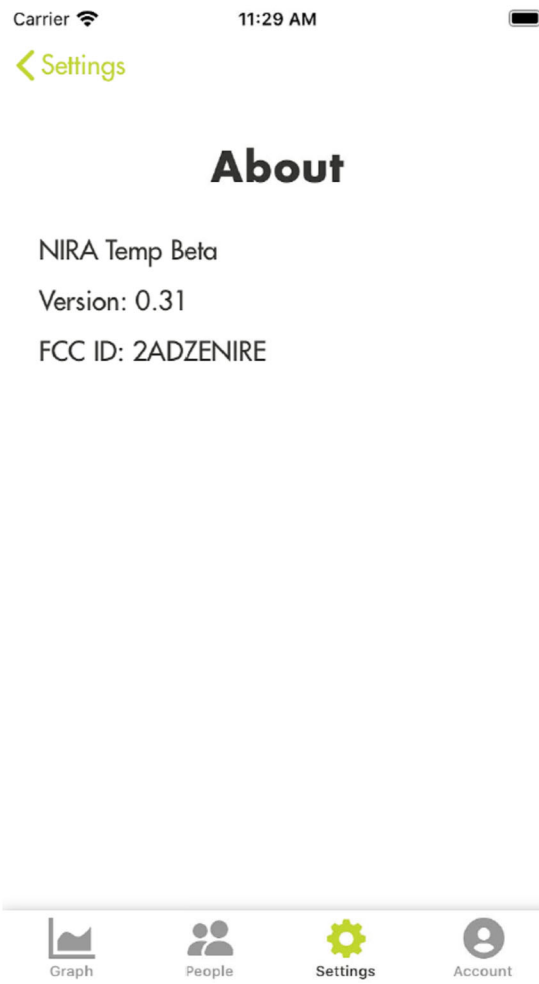 Carrier
11:29 AM
Settings
About
NIRA Temp Beta
Version: 0.31
FCC ID: 2ADZENIRE
Graph
People
Settings
Account